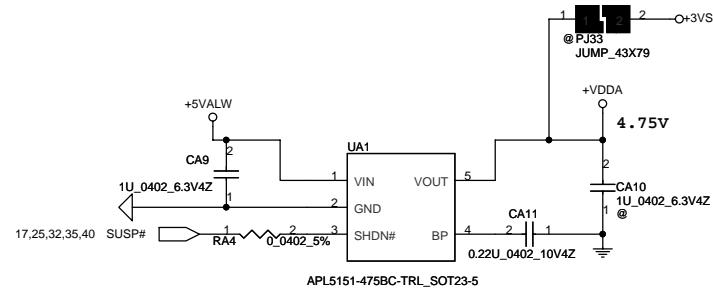 1 1 2 2 +3VS
@ PJ33
JUMP_43X79
+VDDA
4.75V
+5VALW
UA1
CA9
2
1
1U_0402_6.3V4Z
1 VIN VOUT 5
2 GND
3 SHDN# BP 4
2
CA10
1U_0402_6.3V4Z
1 @
CA11
2 1
0.22U_0402_10V4Z
17,25,32,35,40 SUSP# 1 2
RA4 0_0402_5%
APL5151-475BC-TRL_SOT23-5